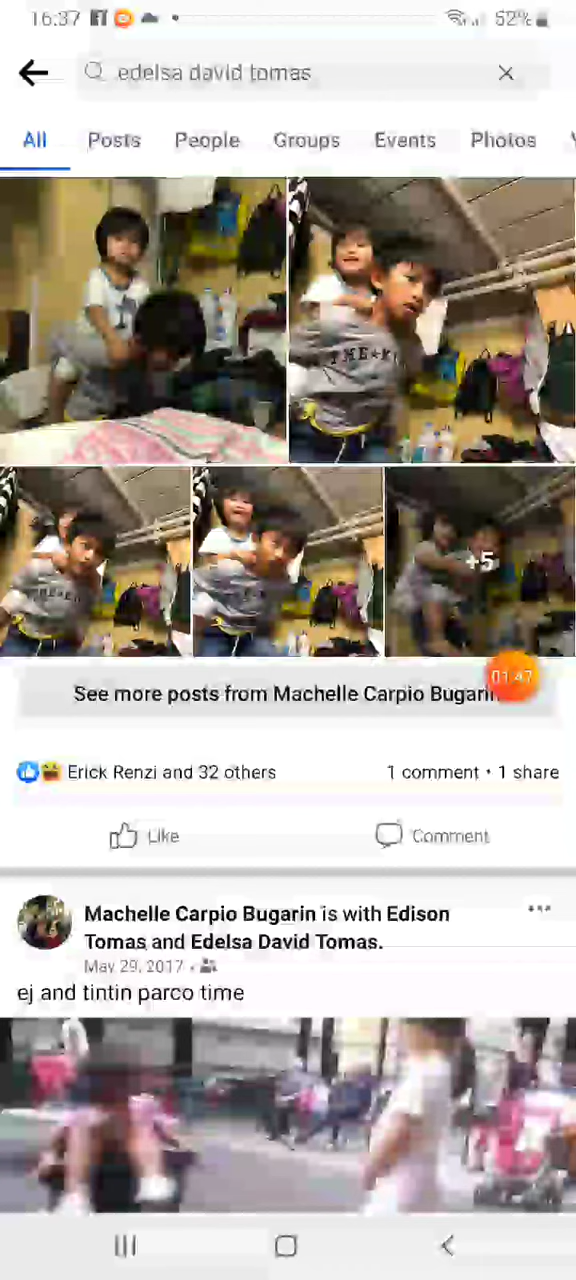 16:37
52%
edelsa david tomas
All Posts People Groups Events Photos
THE
+5
See more posts from Machelle Carpio Bugarin
01:47
Erick Renzi and 32 others 1 comment • 1 share
Like Comment
Machelle Carpio Bugarin is with Edison
Tomas and Edelsa David Tomas.
May 29, 2017
ej and tintin parco time